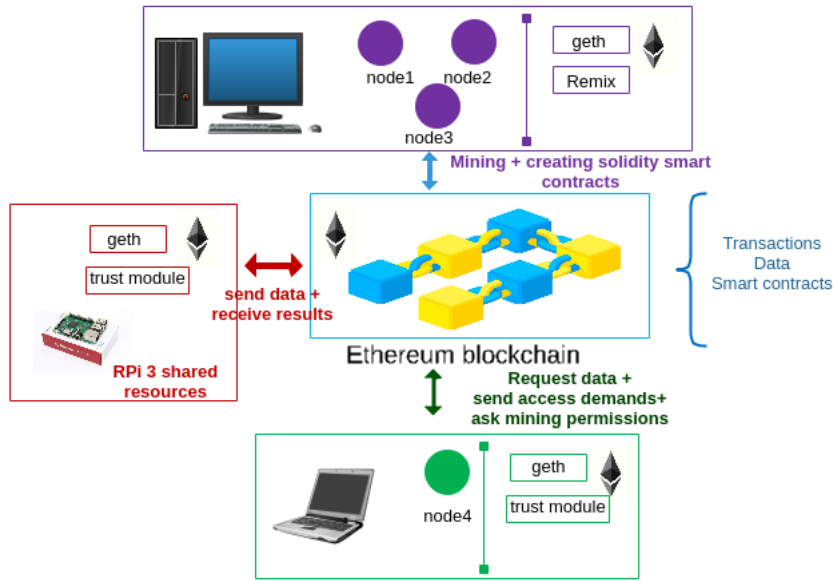 node1
node2
node3
geth
Remix
Mining + creating solidity smart
contracts
geth
trust module
RPi 3 shared
resources
send data +
receive results
Ethereum blockchain
Transactions
Data
Smart contracts
Request data +
send access demands+
ask mining permissions
node4
geth
trust module